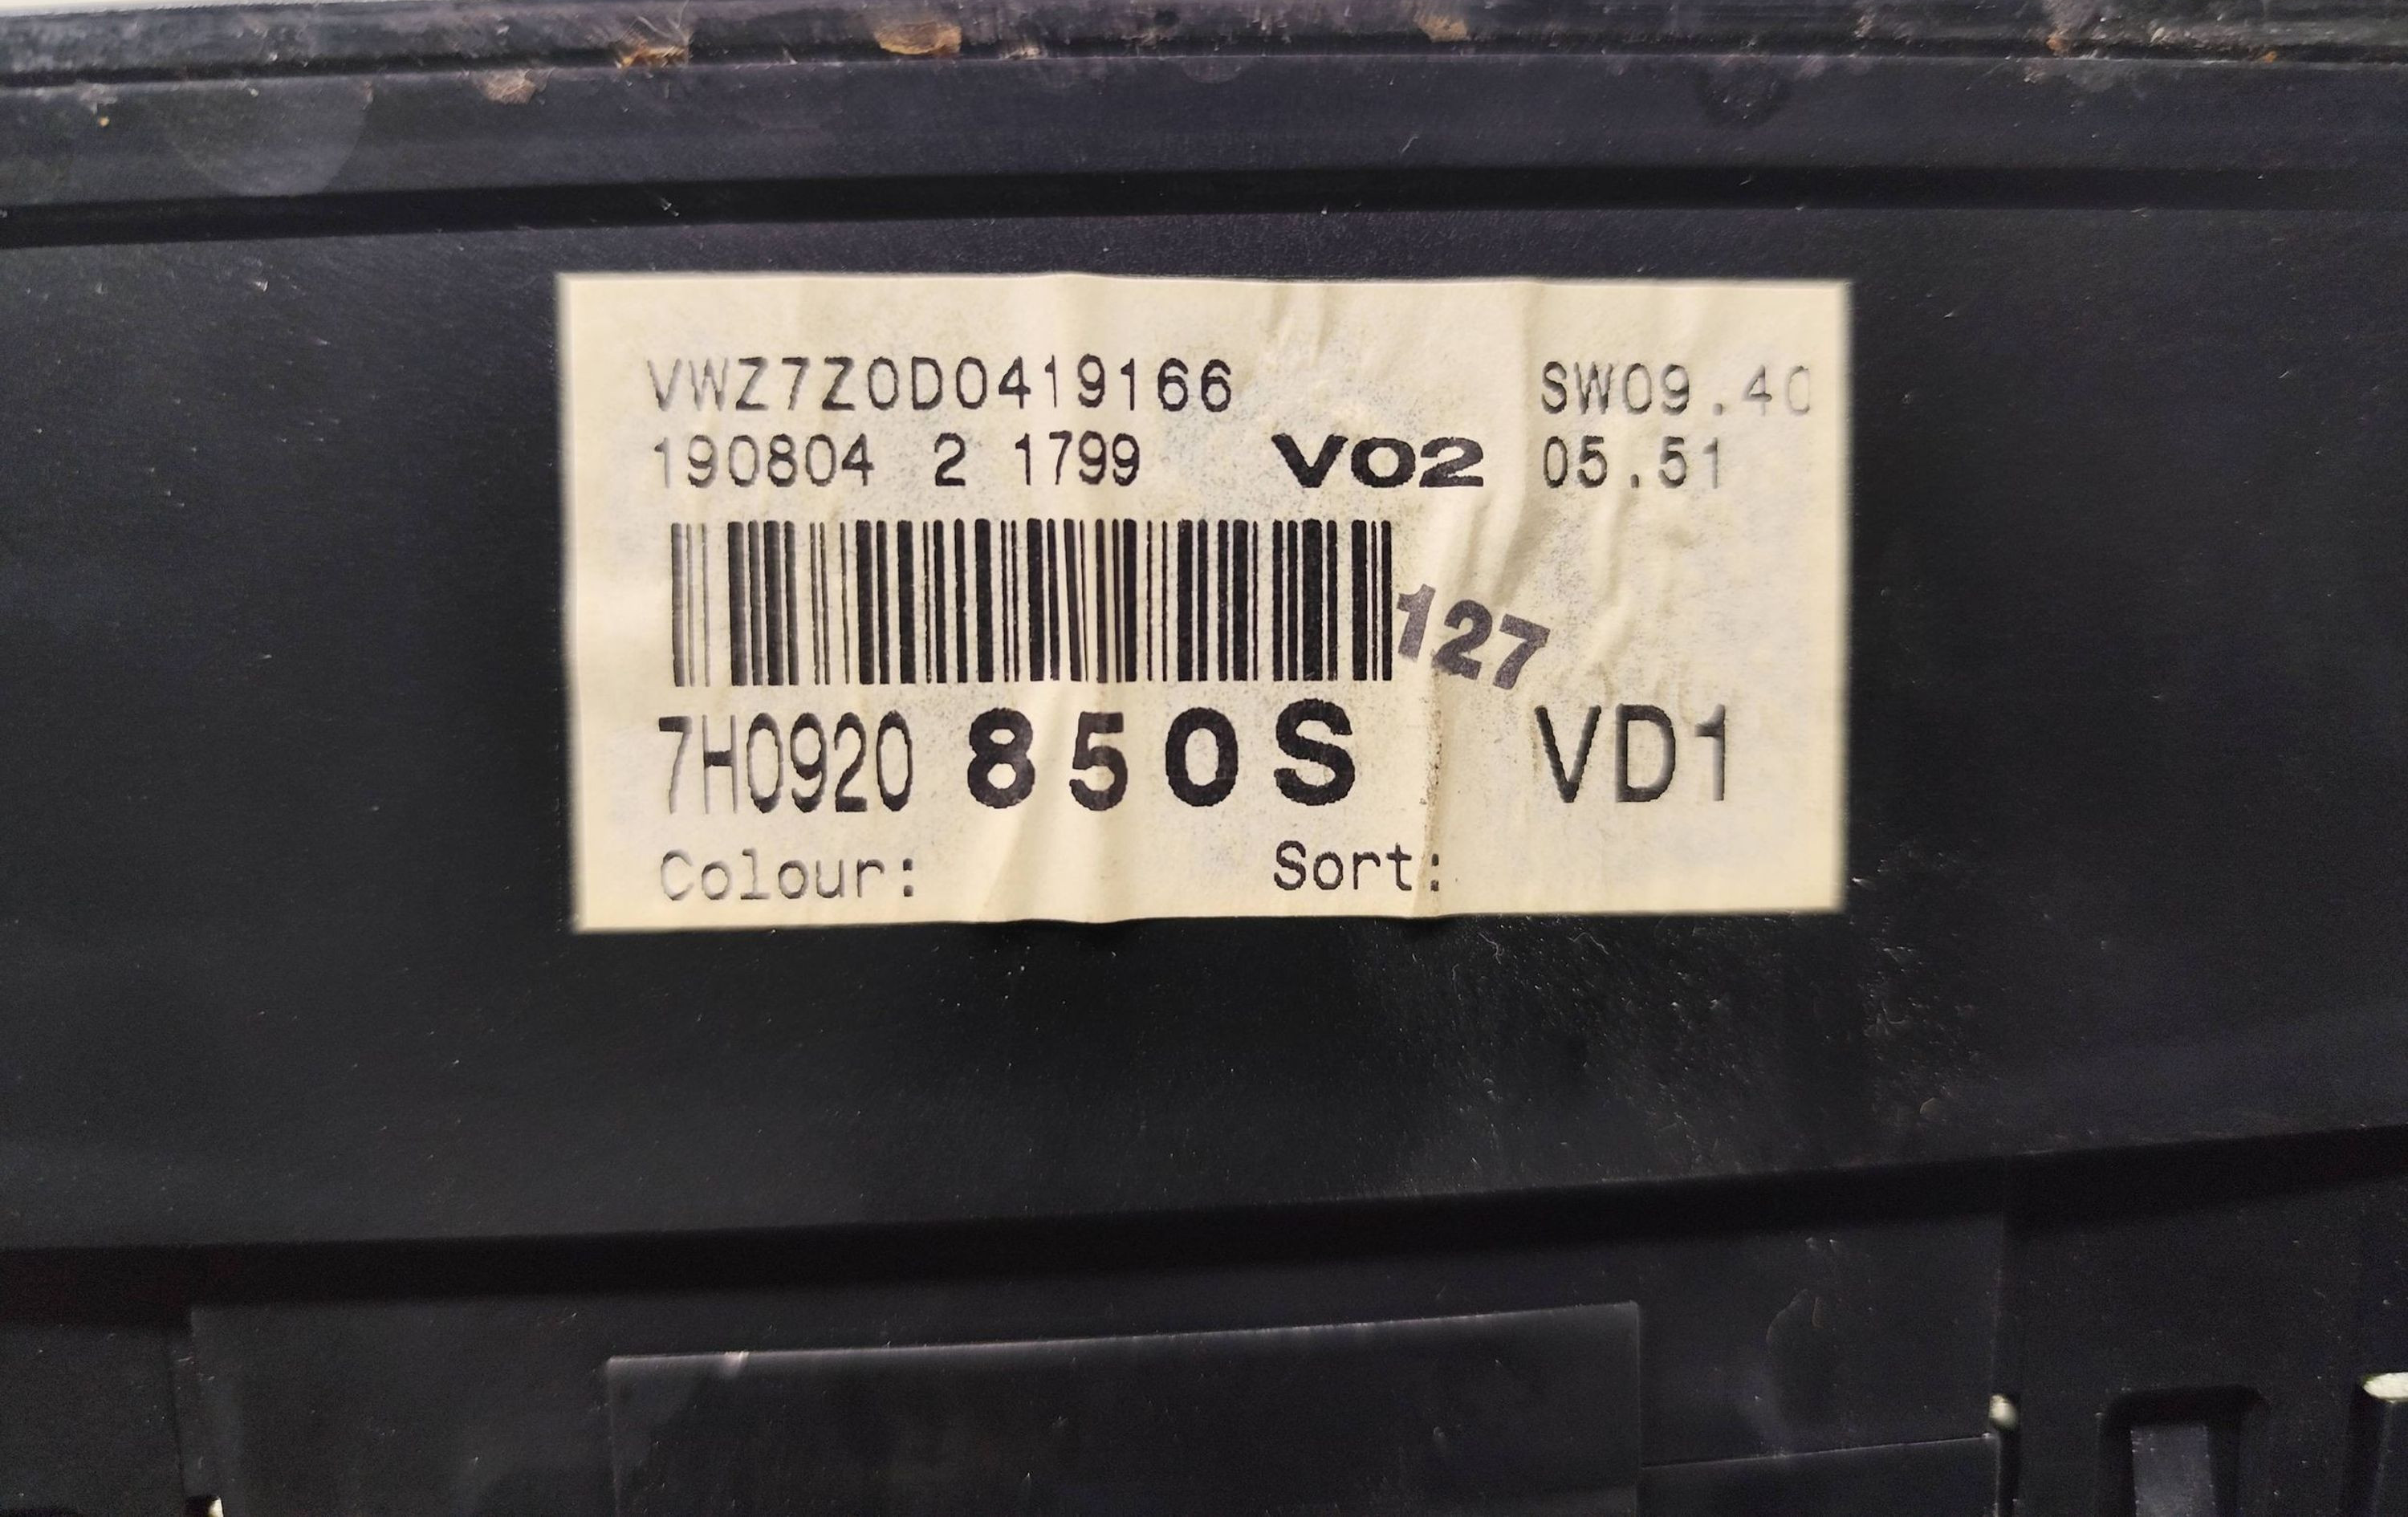 VWZ7Z0D0419166 SW09.40
190804 2 1799 V02 05.51
127
7H0920 850S VD1
Colour: Sort: